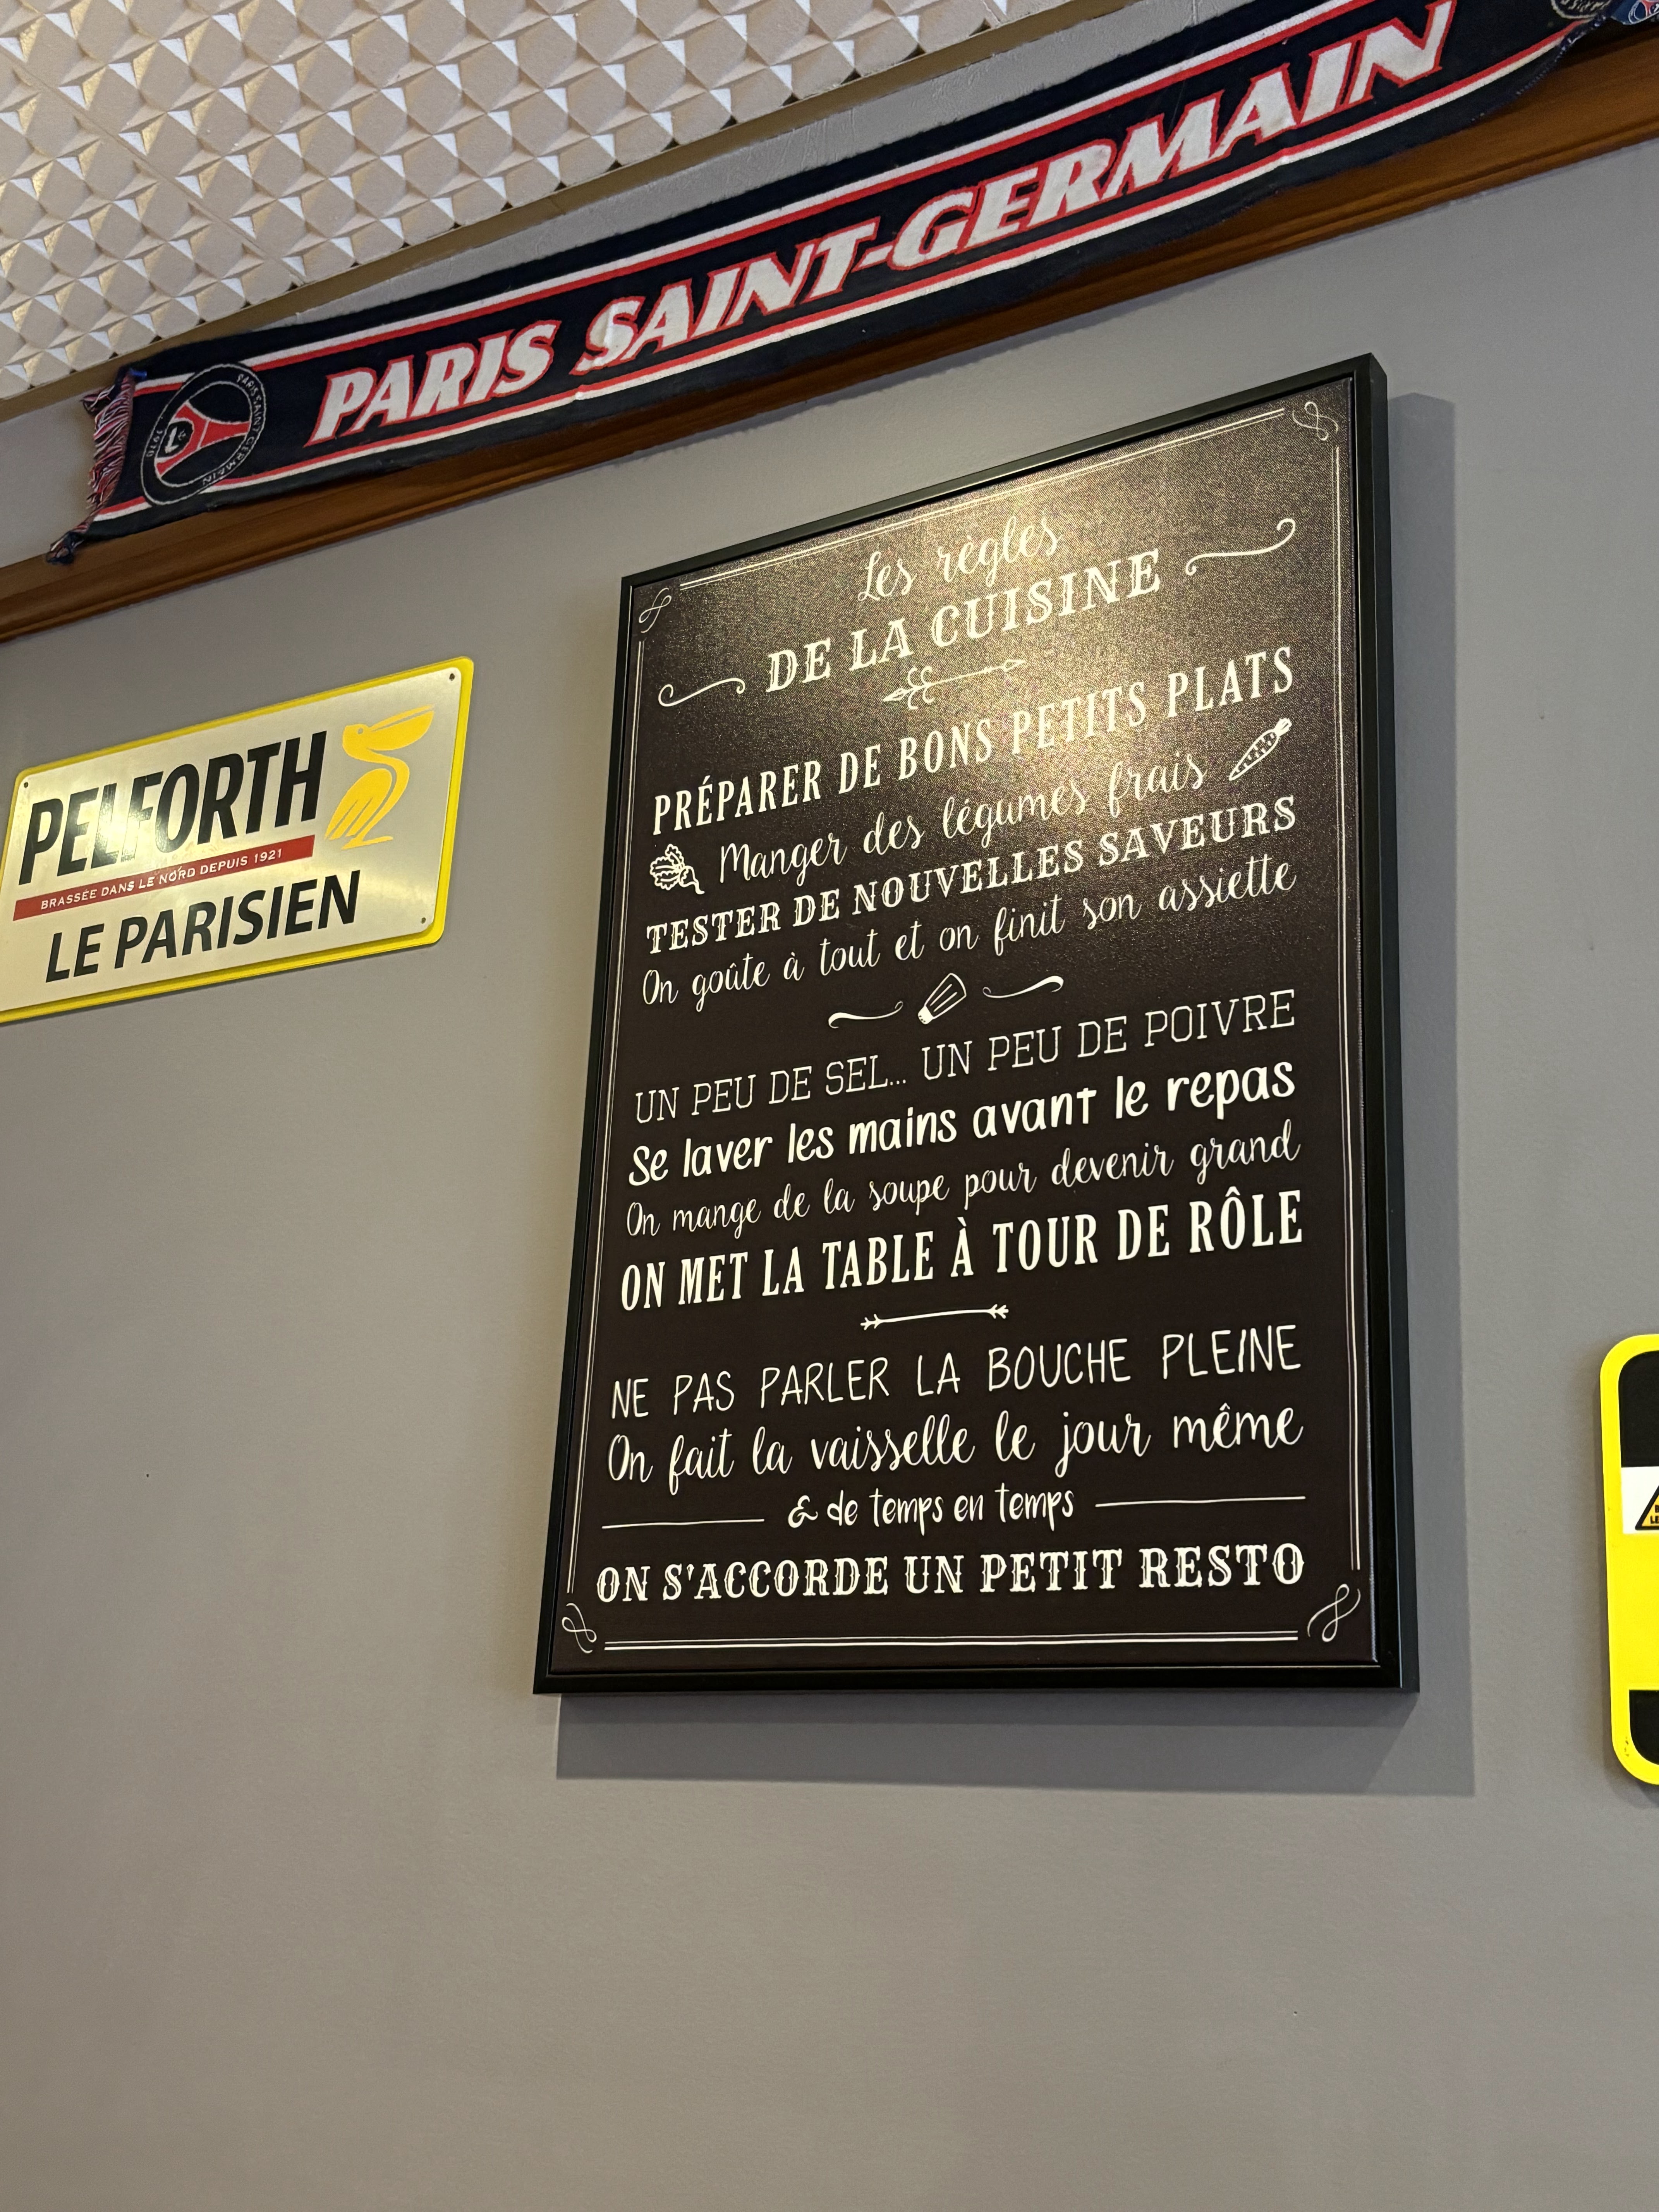 PARIS SAINT-GERMAIN
PARIS SAINT GERMAIN
1970
PELFORTH
BRASSÉE DANS LE NORD DEPUIS 1921
LE PARISIEN
Les règles
DE LA CUISINE
PRÉPARER DE BONS PETITS PLATS
Manger des légumes frais
TESTER DE NOUVELLES SAVEURS
On goûte à tout et on finit son assiette
UN PEU DE SEL... UN PEU DE POIVRE
Se laver les mains avant le repas
On mange de la soupe pour devenir grand
ON MET LA TABLE À TOUR DE RÔLE
NE PAS PARLER LA BOUCHE PLEINE
On fait la vaisselle le jour même
& de temps en temps
ON S'ACCORDE UN PETIT RESTO